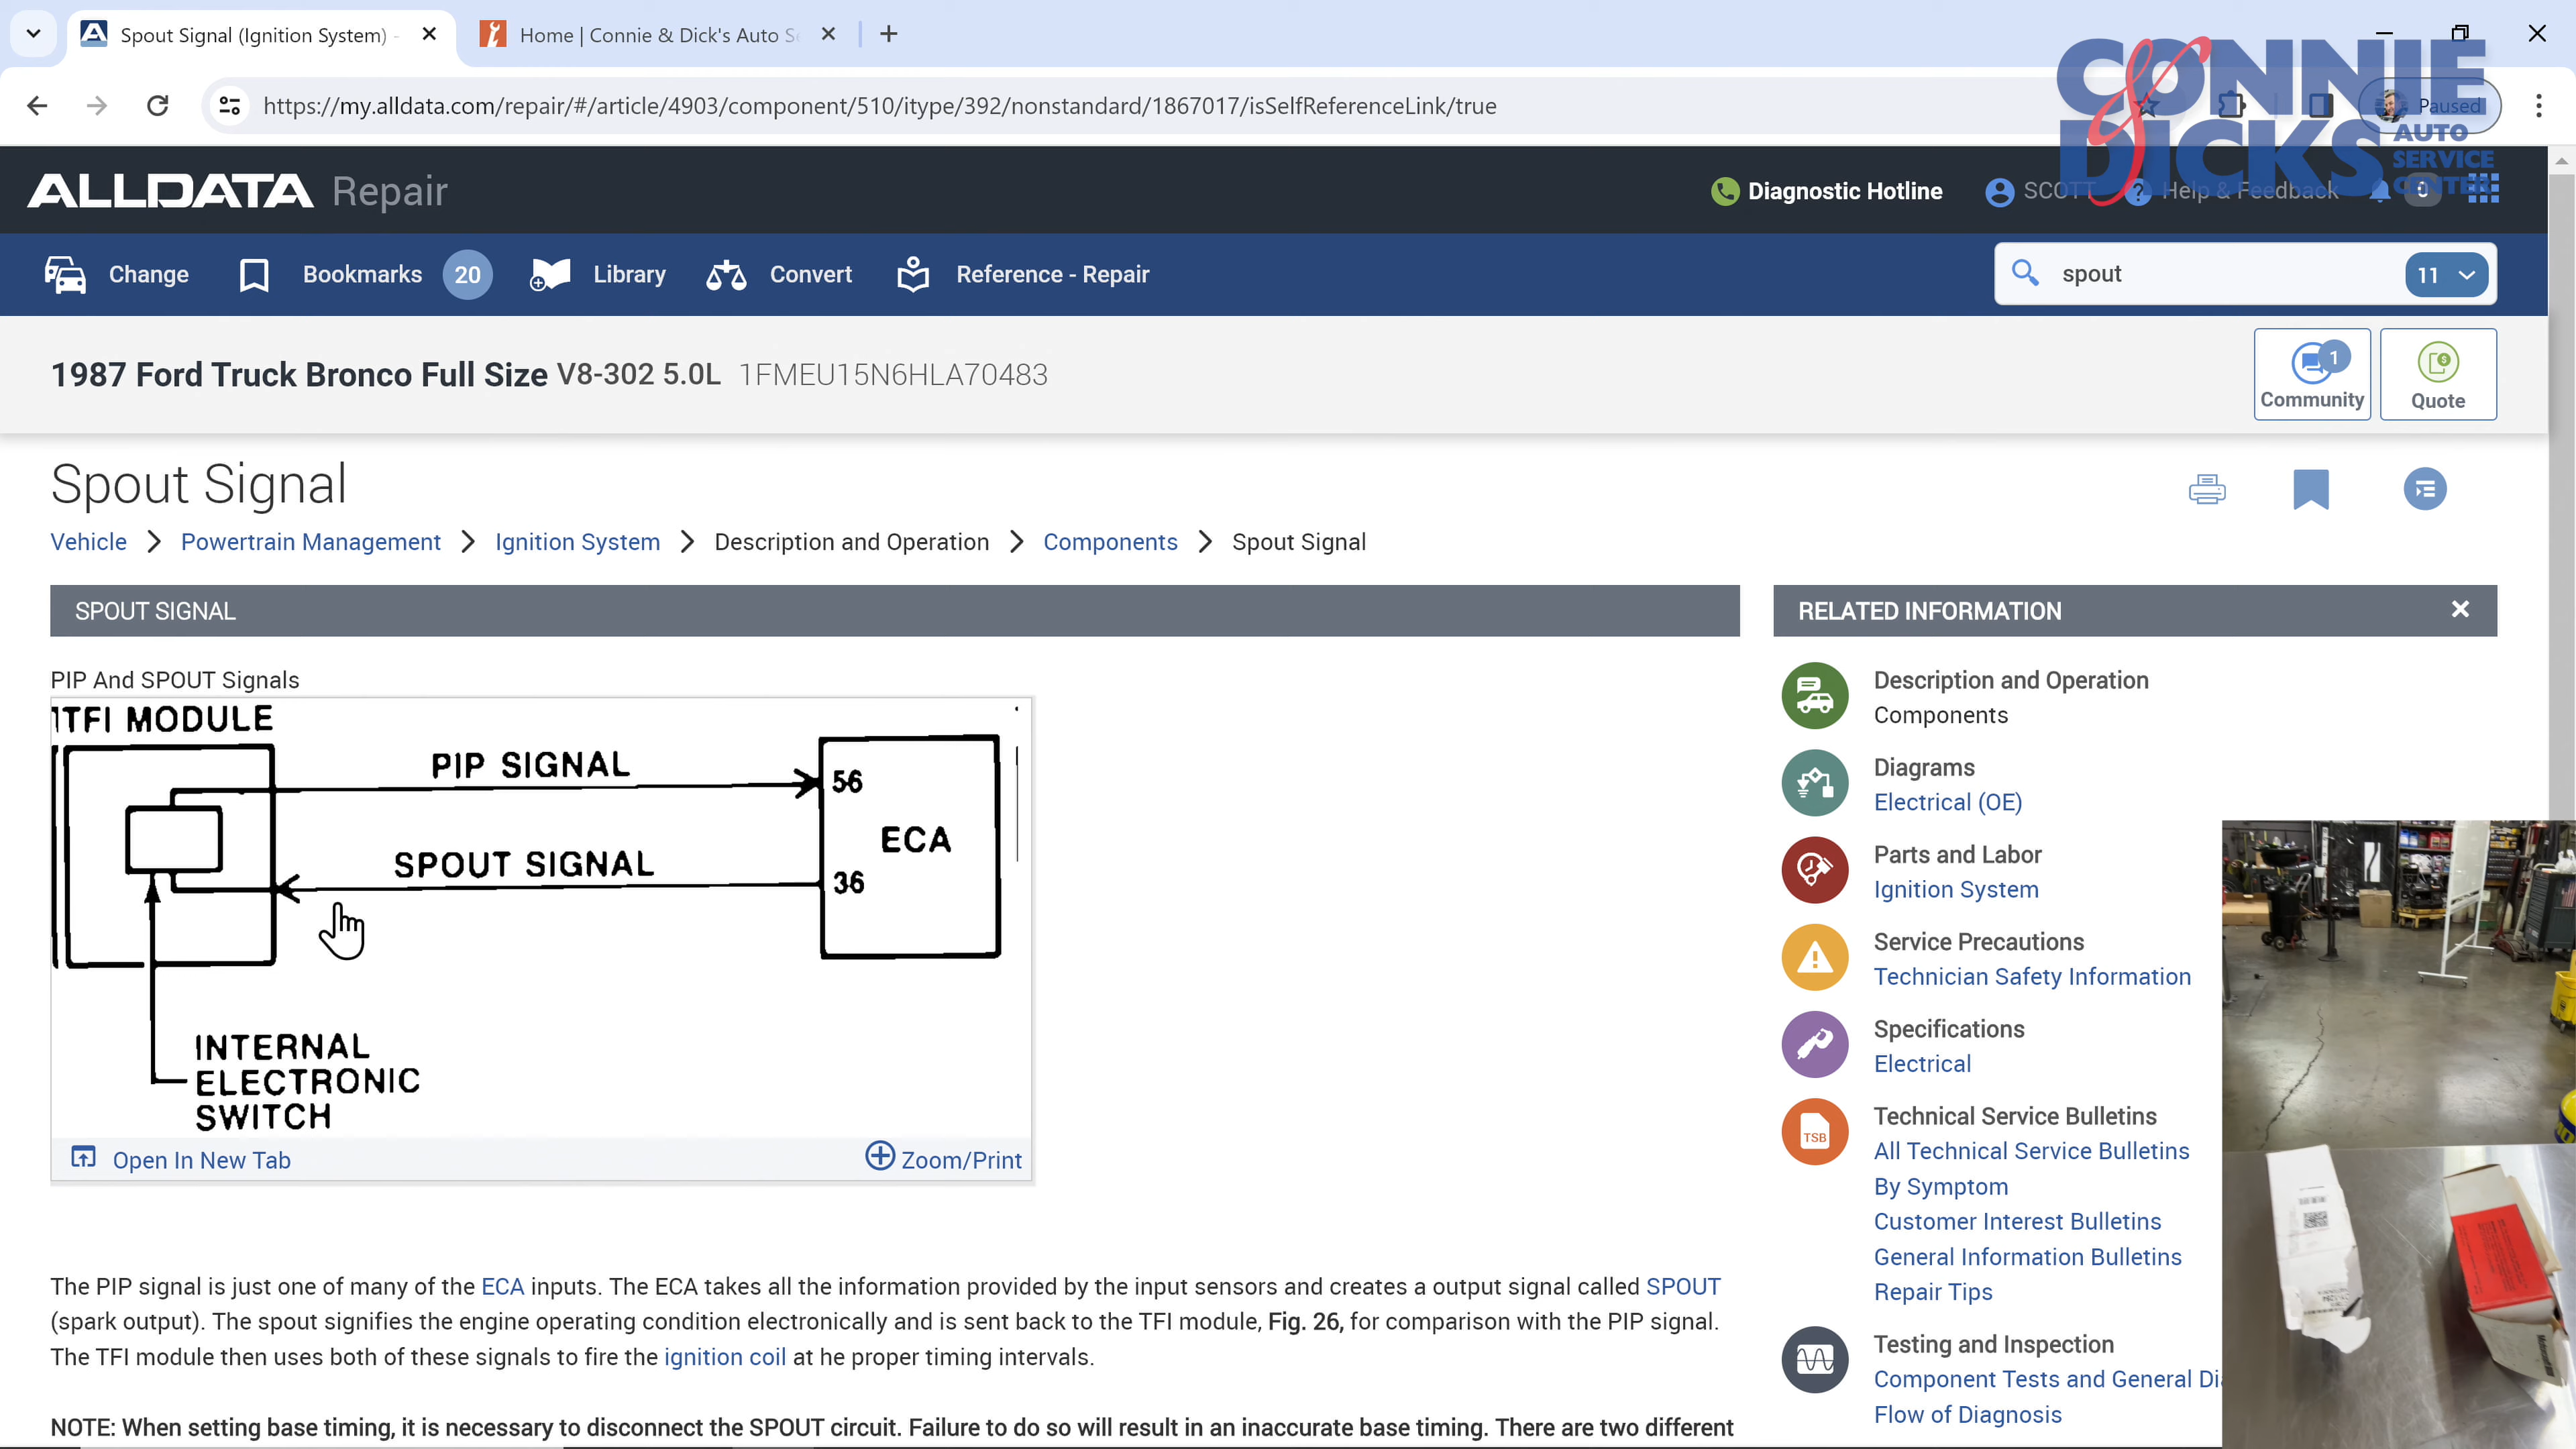 Spout Signal (Ignition System) -
Home | Connie & Dick's Auto Se
https://my.alldata.com/repair/#/article/4903/component/510/itype/392/nonstandard/1867017/isSelfReferenceLink/true
Paused
CONNIE
&
DICKS
AUTO
SERVICE
CENTER
ALLDATA Repair
Diagnostic Hotline
SCOTT
Help & Feedback
0
Change
Bookmarks 20
Library
Convert
Reference - Repair
spout
11
1987 Ford Truck Bronco Full Size V8-302 5.0L 1FMEU15N6HLA70483
1
Community
Quote
Spout Signal
Vehicle > Powertrain Management > Ignition System > Description and Operation > Components > Spout Signal
SPOUT SIGNAL
PIP And SPOUT Signals
TFI MODULE
PIP SIGNAL
56
ECA
SPOUT SIGNAL
36
INTERNAL
ELECTRONIC
SWITCH
Open In New Tab
Zoom/Print
The PIP signal is just one of many of the ECA inputs. The ECA takes all the information provided by the input sensors and creates a output signal called SPOUT
(spark output). The spout signifies the engine operating condition electronically and is sent back to the TFI module, Fig. 26, for comparison with the PIP signal.
The TFI module then uses both of these signals to fire the ignition coil at he proper timing intervals.
NOTE: When setting base timing, it is necessary to disconnect the SPOUT circuit. Failure to do so will result in an inaccurate base timing. There are two different
RELATED INFORMATION
Description and Operation
Components
Diagrams
Electrical (OE)
Parts and Labor
Ignition System
Service Precautions
Technician Safety Information
Specifications
Electrical
TSB
Technical Service Bulletins
All Technical Service Bulletins
By Symptom
Customer Interest Bulletins
General Information Bulletins
Repair Tips
Testing and Inspection
Component Tests and General Di
Flow of Diagnosis